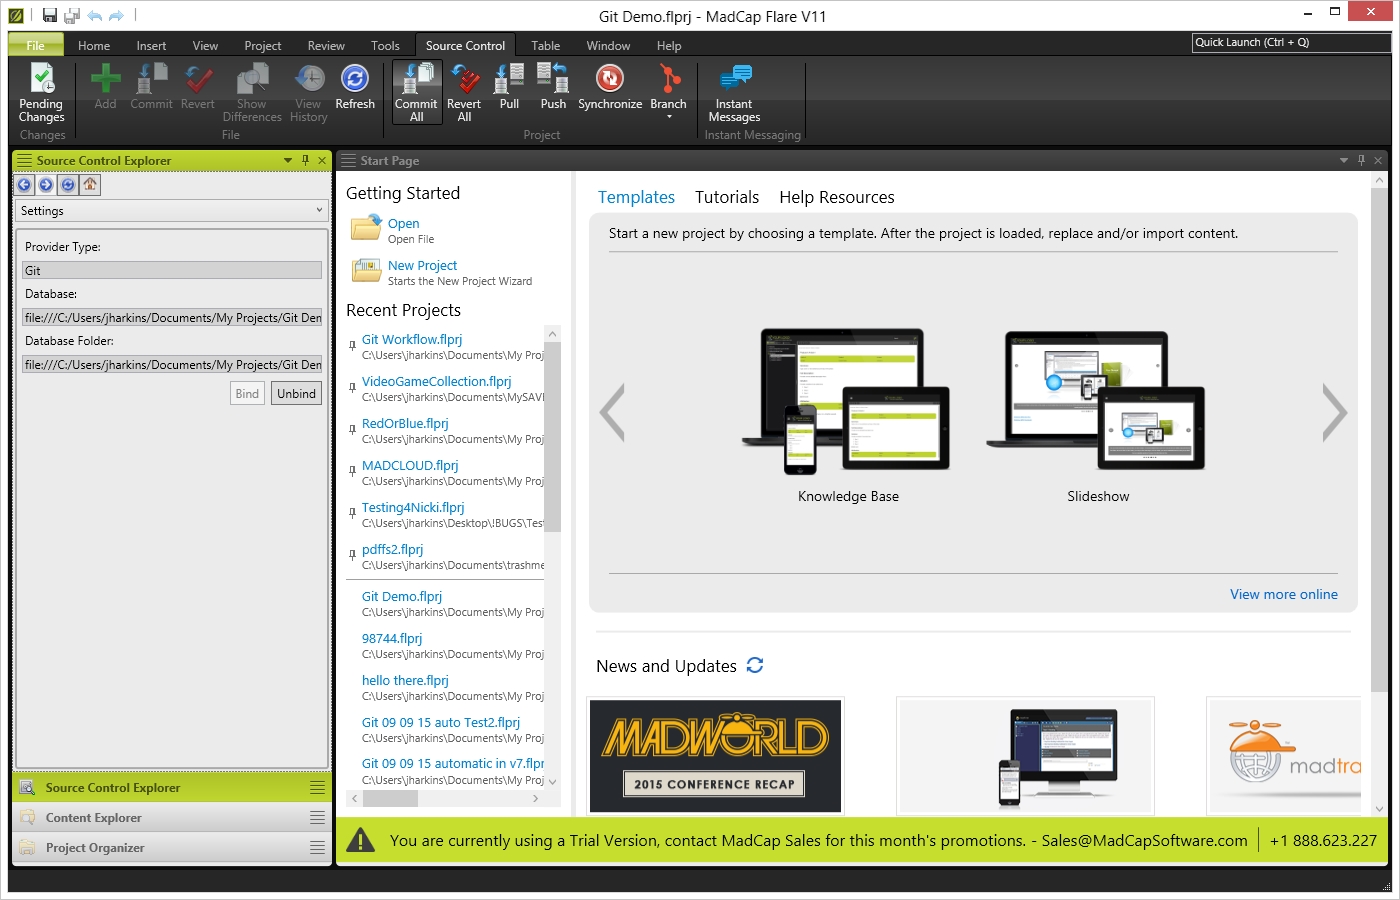 Git Demo.flprj - MadCap Flare V11
File Home Insert View Project Review Tools Source Control Table Window Help
Quick Launch (Ctrl + Q)
Pending Changes
Add
Commit
Revert
Show Differences
View History
Refresh
Commit All
Revert All
Pull
Push
Synchronize
Branch
Instant Messages
Changes
File
Project
Instant Messaging
Source Control Explorer
Settings
Provider Type:
Git
Database:
file:///C:/Users/jharkins/Documents/My Projects/Git Den
Database Folder:
file:///C:/Users/jharkins/Documents/My Projects/Git Den
Bind
Unbind
Source Control Explorer
Content Explorer
Project Organizer
Start Page
Getting Started
Open
Open File
New Project
Starts the New Project Wizard
Recent Projects
Git Workflow.flprj
C:\Users\jharkins\Documents\My Proj
VideoGameCollection.flprj
C:\Users\jharkins\Documents\MySAVI
RedOrBlue.flprj
C:\Users\jharkins\Documents\My Proj
MADCLOUD.flprj
C:\Users\jharkins\Documents\My Proj
Testing4Nicki.flprj
C:\Users\jharkins\Desktop\!BUGS\Test
pdffs2.flprj
C:\Users\jharkins\Documents\trashme
Git Demo.flprj
C:\Users\jharkins\Documents\My Proj
98744.flprj
C:\Users\jharkins\Documents\My Proj
hello there.flprj
C:\Users\jharkins\Documents\My Proj
Git 09 09 15 auto Test2.flprj
C:\Users\jharkins\Documents\My Proj
Git 09 09 15 automatic in v7.flpr
C:\Users\jharkins\Documents\My Proj
Templates Tutorials Help Resources
Start a new project by choosing a template. After the project is loaded, replace and/or import content.
Knowledge Base
Slideshow
View more online
News and Updates
MADWORLD
2015 CONFERENCE RECAP
madtra
You are currently using a Trial Version, contact MadCap Sales for this month's promotions. - Sales@MadCapSoftware.com
+1 888.623.227